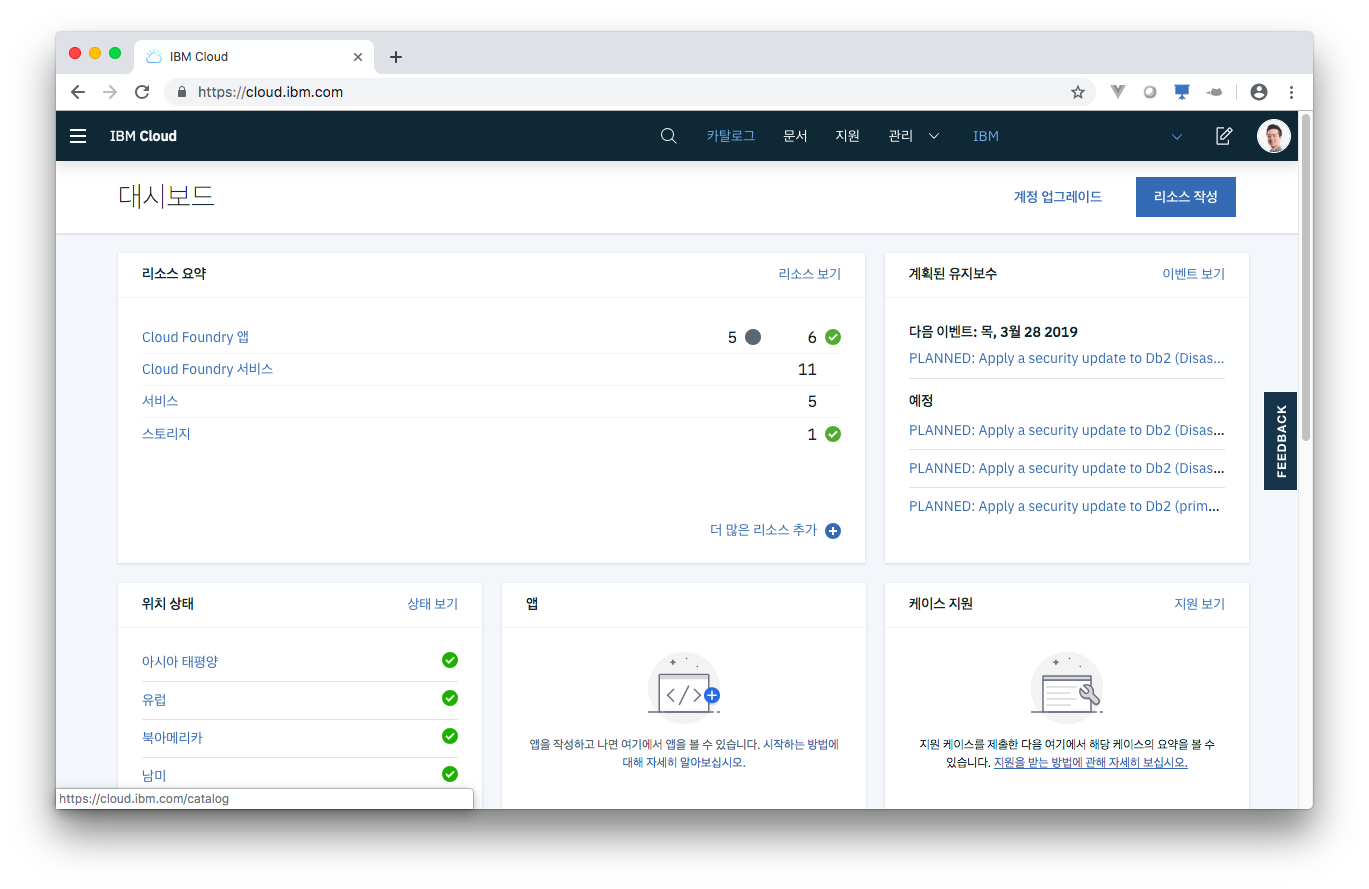 IBM Cloud
https://cloud.ibm.com
IBM Cloud
카탈로그
문서
지원
관리
IBM
대시보드
계정 업그레이드
리소스 작성
리소스 요약
리소스 보기
Cloud Foundry 앱 5 6
Cloud Foundry 서비스 11
서비스 5
스토리지 1
더 많은 리소스 추가
계획된 유지보수
이벤트 보기
다음 이벤트: 목, 3월 28 2019
PLANNED: Apply a security update to Db2 (Disas...
예정
PLANNED: Apply a security update to Db2 (Disas...
PLANNED: Apply a security update to Db2 (Disas...
PLANNED: Apply a security update to Db2 (prim...
FEEDBACK
위치 상태
상태 보기
아시아 태평양
유럽
북아메리카
남미
앱
앱을 작성하고 나면 여기에서 앱을 볼 수 있습니다. 시작하는 방법에
대해 자세히 알아보십시오.
케이스 지원
지원 보기
지원 케이스를 제출한 다음 여기에서 해당 케이스의 요약을 볼 수
있습니다. 지원을 받는 방법에 관해 자세히 보십시오.
https://cloud.ibm.com/catalog